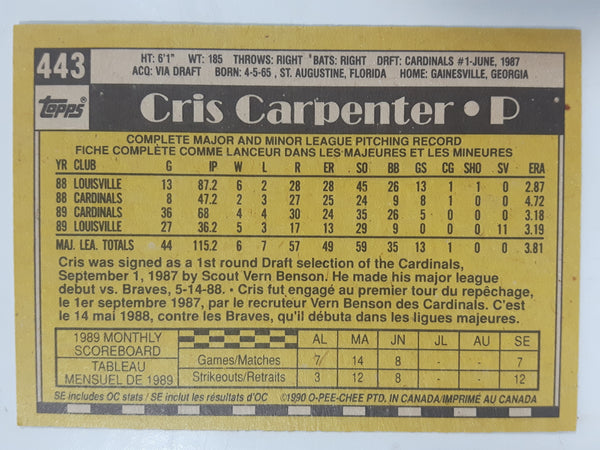 443
HT: 6'1" WT: 185 THROWS: RIGHT BATS: RIGHT DRFT: CARDINALS #1-JUNE, 1987
ACQ: VIA DRAFT BORN: 4-5-65, ST. AUGUSTINE, FLORIDA HOME: GAINESVILLE, GEORGIA
Topps
Cris Carpenter • P
COMPLETE MAJOR AND MINOR LEAGUE PITCHING RECORD
FICHE COMPLÈTE COMME LANCEUR DANS LES MAJEURES ET LES MINEURES
YR CLUB G IP W L R ER SO BB GS CG SHO SV ERA
88 LOUISVILLE 13 87.2 6 2 28 28 45 26 13 1 1 0 2.87
88 CARDINALS 8 47.2 2 3 27 25 24 9 8 1 0 0 4.72
89 CARDINALS 36 68 4 4 30 24 35 26 5 0 0 0 3.18
89 LOUISVILLE 27 36.2 5 3 17 13 29 9 0 0 0 11 3.19
MAJ. LEA. TOTALS 44 115.2 6 7 57 49 59 35 13 1 0 0 3.81
Cris was signed as a 1st round Draft selection of the Cardinals,
September 1, 1987 by Scout Vern Benson. He made his major league
debut vs. Braves, 5-14-88. • Cris fut engagé au premier tour du repêchage,
le 1er septembre 1987, par le recruteur Vern Benson des Cardinals. C'est
le 14 mai 1988, contre les Braves, qu'il débuta dans les ligues majeures.
1989 MONTHLY SCOREBOARD
TABLEAU MENSUEL DE 1989
AL MA JN JL AU SE
Games/Matches 7 14 8 - - 7
Strikeouts/Retraits 3 12 8 - - 12
SE includes OC stats / SE inclut les résultats d'OC
©1990 O-PEE-CHEE PTD. IN CANADA/IMPRIMÉ AU CANADA